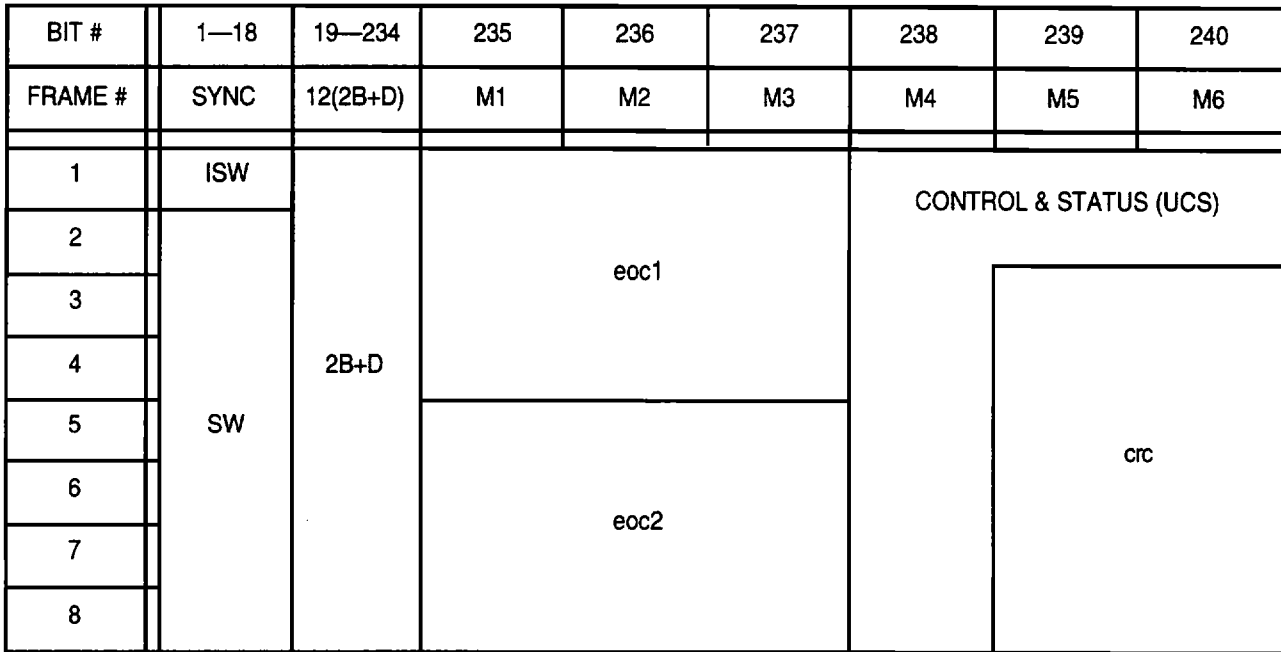 BIT # 1—18 19—234 235 236 237 238 239 240
FRAME # SYNC 12(2B+D) M1 M2 M3 M4 M5 M6
1 ISW
CONTROL & STATUS (UCS)
2
eoc1
3
4 2B+D
5 SW
crc
6
eoc2
7
8